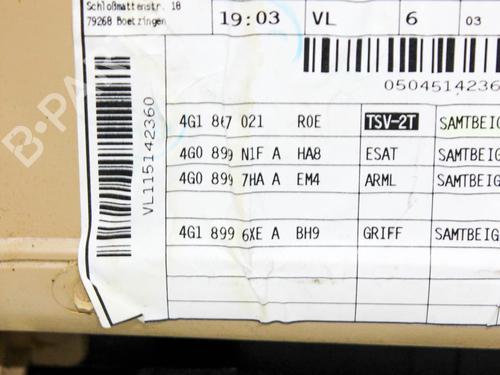 Schloßmattenstr. 18
79268 Boetzingen
19:03 VL 6 03
0504514236
VL115142360
4G1 867 021 R0E TSV-2T SAMTBEIG
4G0 899 N1F A HA8 ESAT SAMTBEIG
4G0 899 7HA A EM4 ARML SAMTBEIG
4G1 899 6XE A BH9 GRIFF SAMTBEIG
B-PARTS